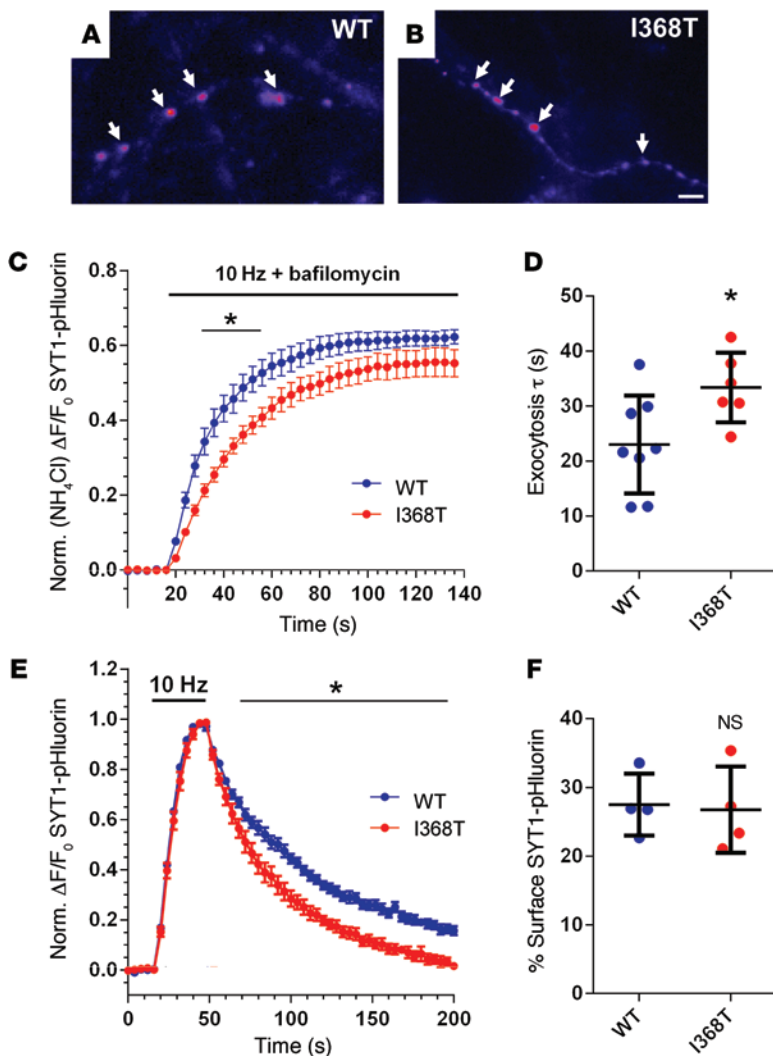 A
WT
B
I368T
C
Norm. (NH₄Cl) ΔF/F₀ SYT1-pHluorin
0.8
0.6
0.4
0.2
0.0
10 Hz + bafilomycin
*
WT
I368T
20 40 60 80 100 120 140
Time (s)
D
Exocytosis τ (s)
50
40
30
20
10
0
*
WT
I368T
E
Norm. ΔF/F₀ SYT1-pHluorin
1.2
1.0
0.8
0.6
0.4
0.2
0.0
10 Hz
*
WT
I368T
0 50 100 150 200
Time (s)
F
% Surface SYT1-pHluorin
40
30
20
10
0
NS
WT
I368T